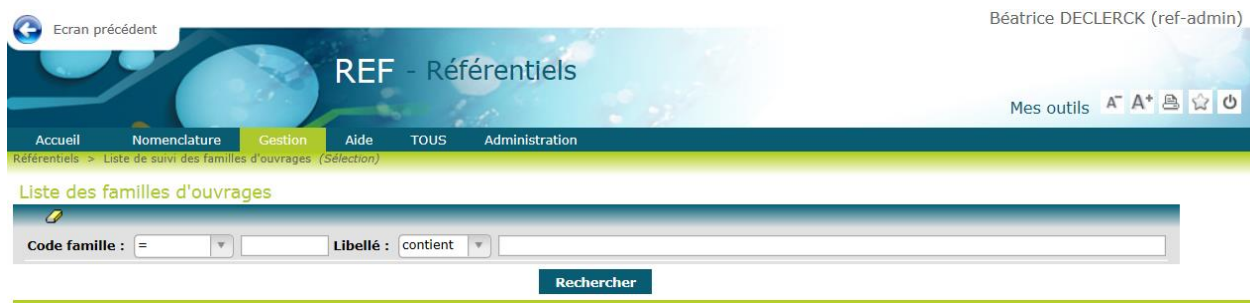 Béatrice DECLERCK (ref-admin)
Ecran précédent
REF - Référentiels
Mes outils A- A+
Accueil Nomenclature Gestion Aide TOUS Administration
Référentiels > Liste de suivi des familles d'ouvrages (Sélection)
Liste des familles d'ouvrages
Code famille : = Libellé : contient
Rechercher